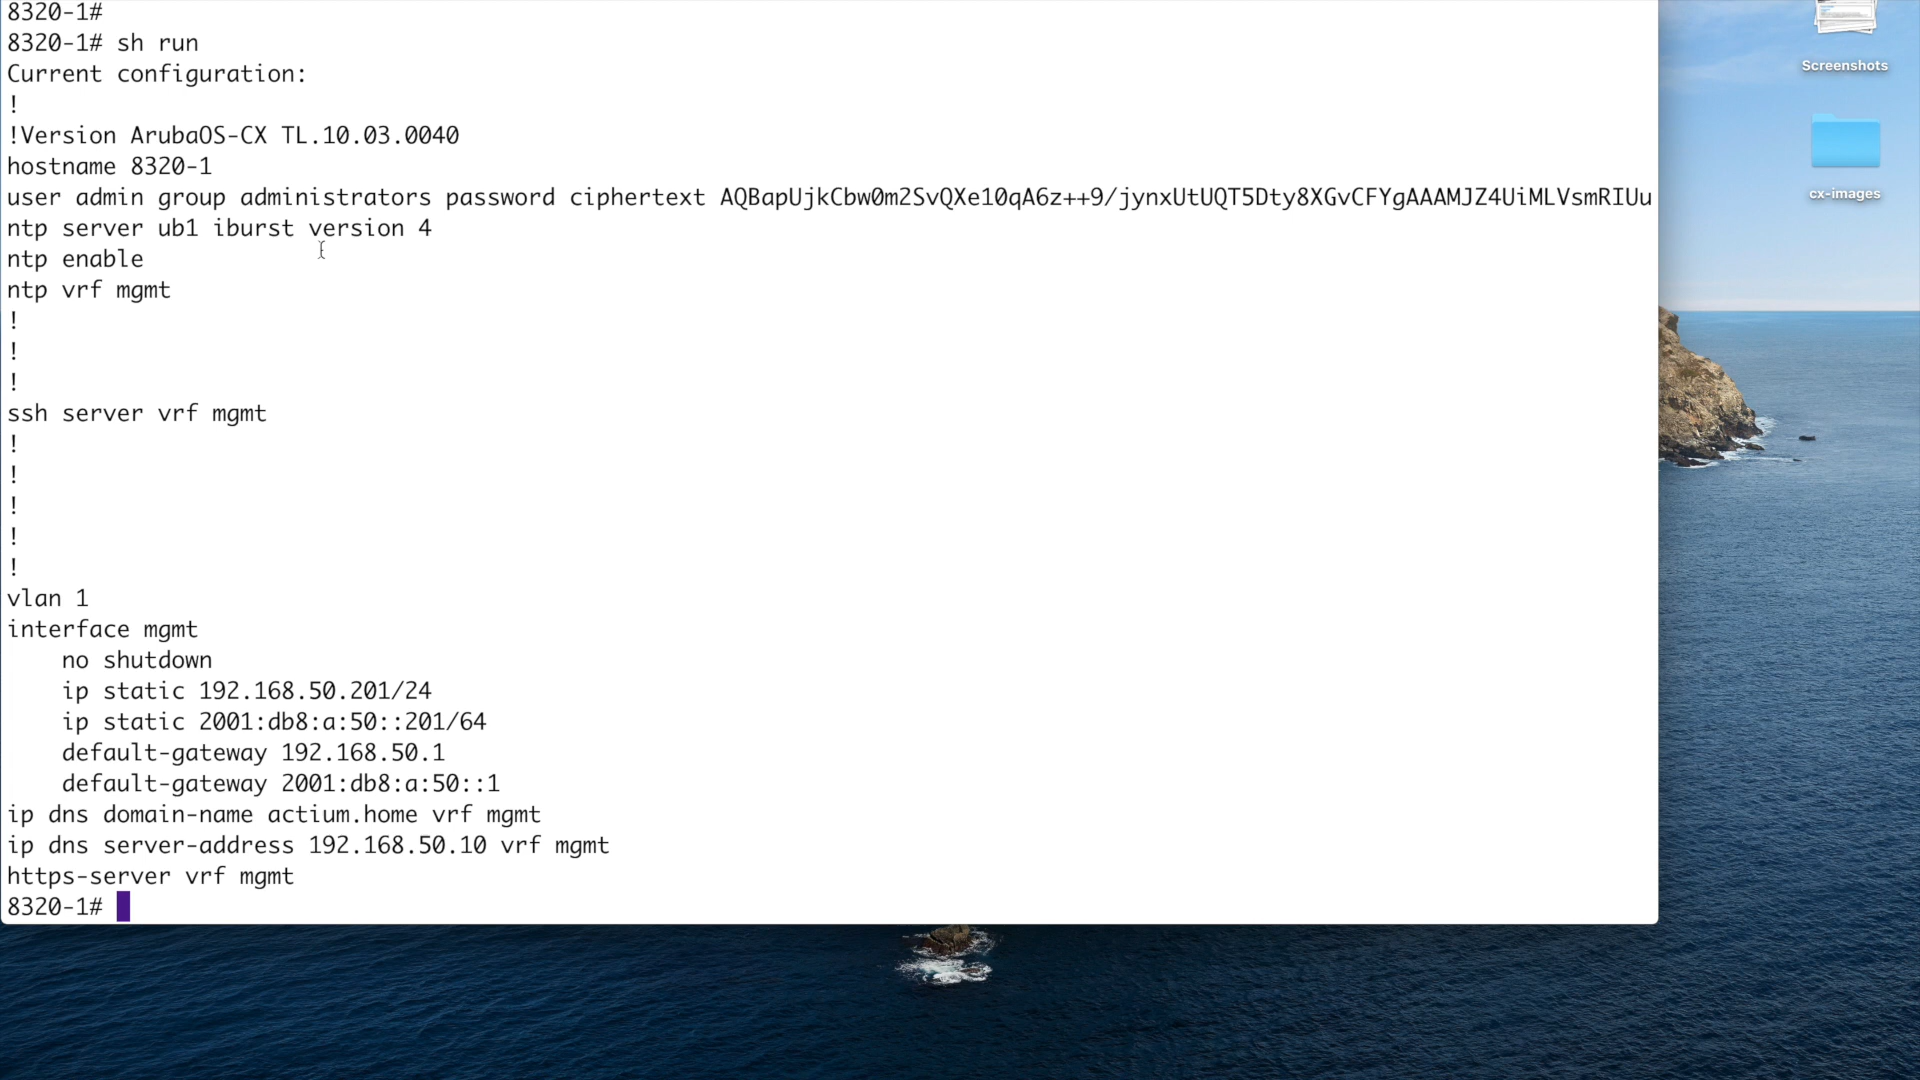 8320-1#
8320-1# sh run
Current configuration:
!
!Version ArubaOS-CX TL.10.03.0040
hostname 8320-1
user admin group administrators password ciphertext AQBapUjkCbw0m2SvQXe10qA6z++9/jynxUtUQT5Dty8XGvCFYgAAAMJZ4UiMLVsmRIUu
ntp server ub1 iburst version 4
ntp enable
ntp vrf mgmt
!
!
!
ssh server vrf mgmt
!
!
!
!
!
vlan 1
interface mgmt
    no shutdown
    ip static 192.168.50.201/24
    ip static 2001:db8:a:50::201/64
    default-gateway 192.168.50.1
    default-gateway 2001:db8:a:50::1
ip dns domain-name actium.home vrf mgmt
ip dns server-address 192.168.50.10 vrf mgmt
https-server vrf mgmt
8320-1#
Screenshots
cx-images